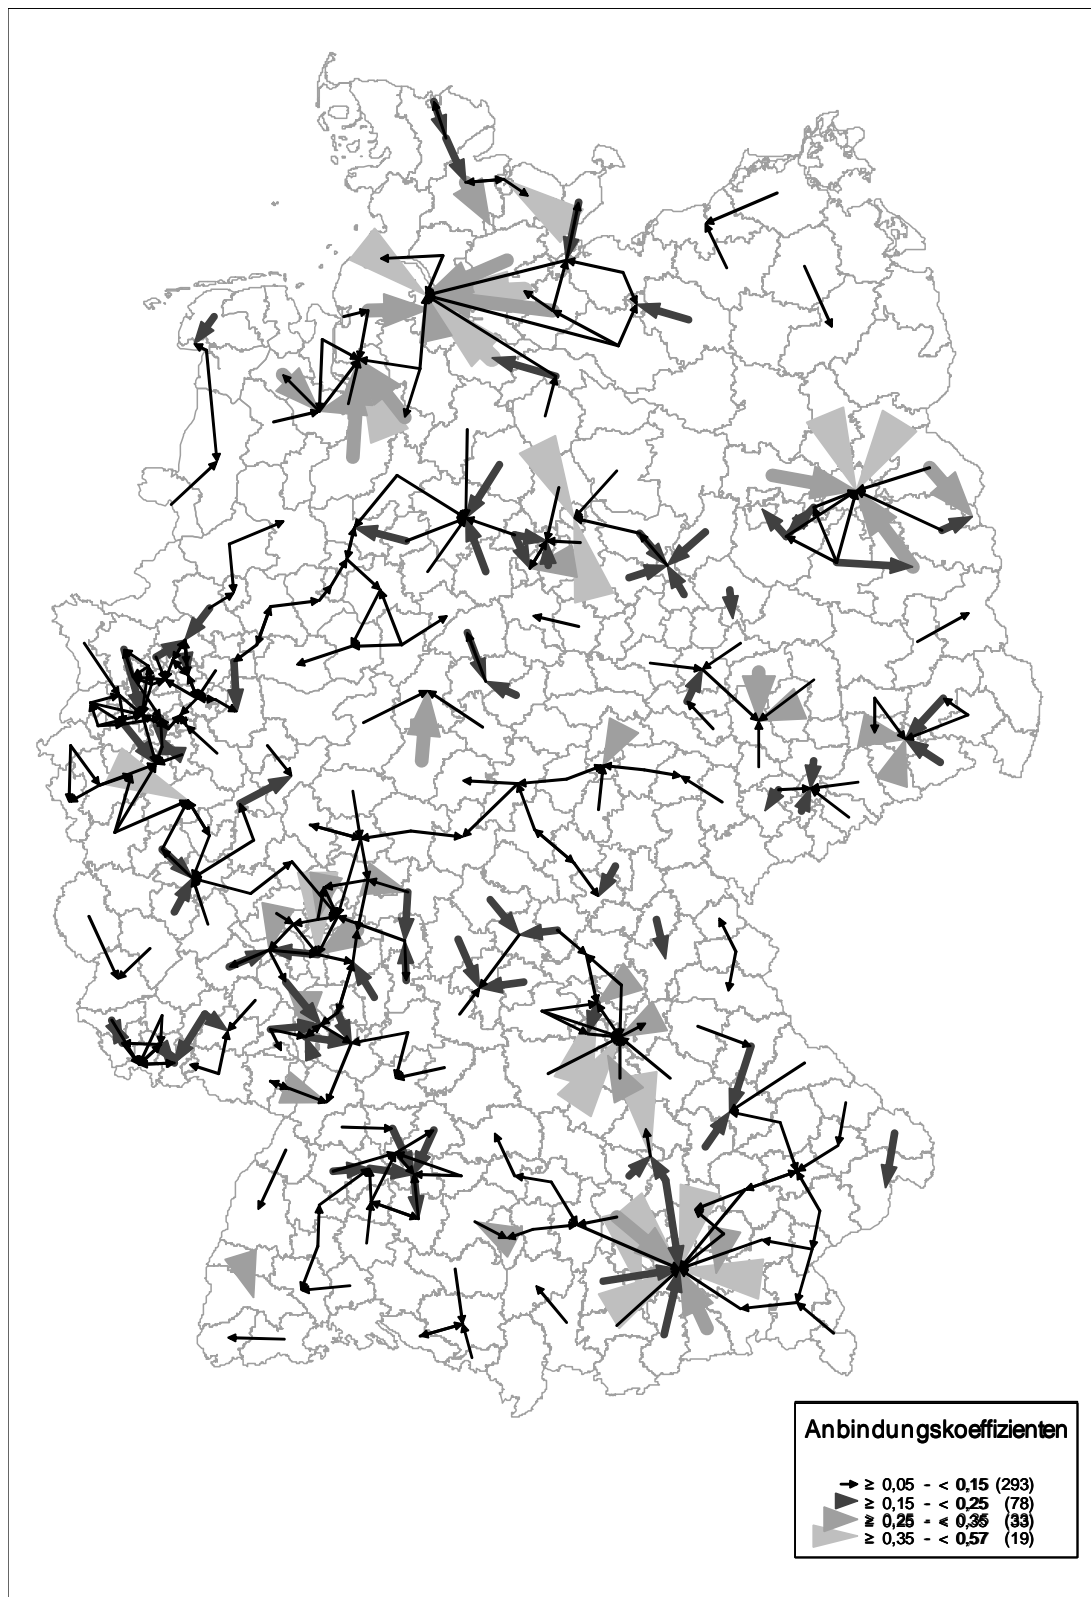 Anbindungskoeffizienten
≥ 0,05 - < 0,15 (293)
≥ 0,15 - < 0,25 (78)
≥ 0,25 - < 0,35 (33)
≥ 0,35 - < 0,57 (19)